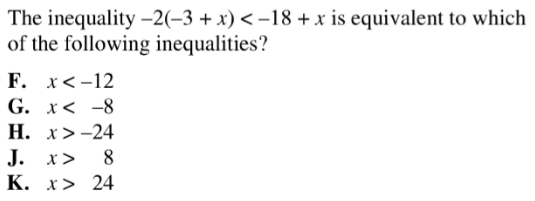 The inequality –2(–3 + x) < –18 + x is equivalent to which
of the following inequalities?
F. x < –12
G. x < –8
H. x > –24
J. x > 8
K. x > 24